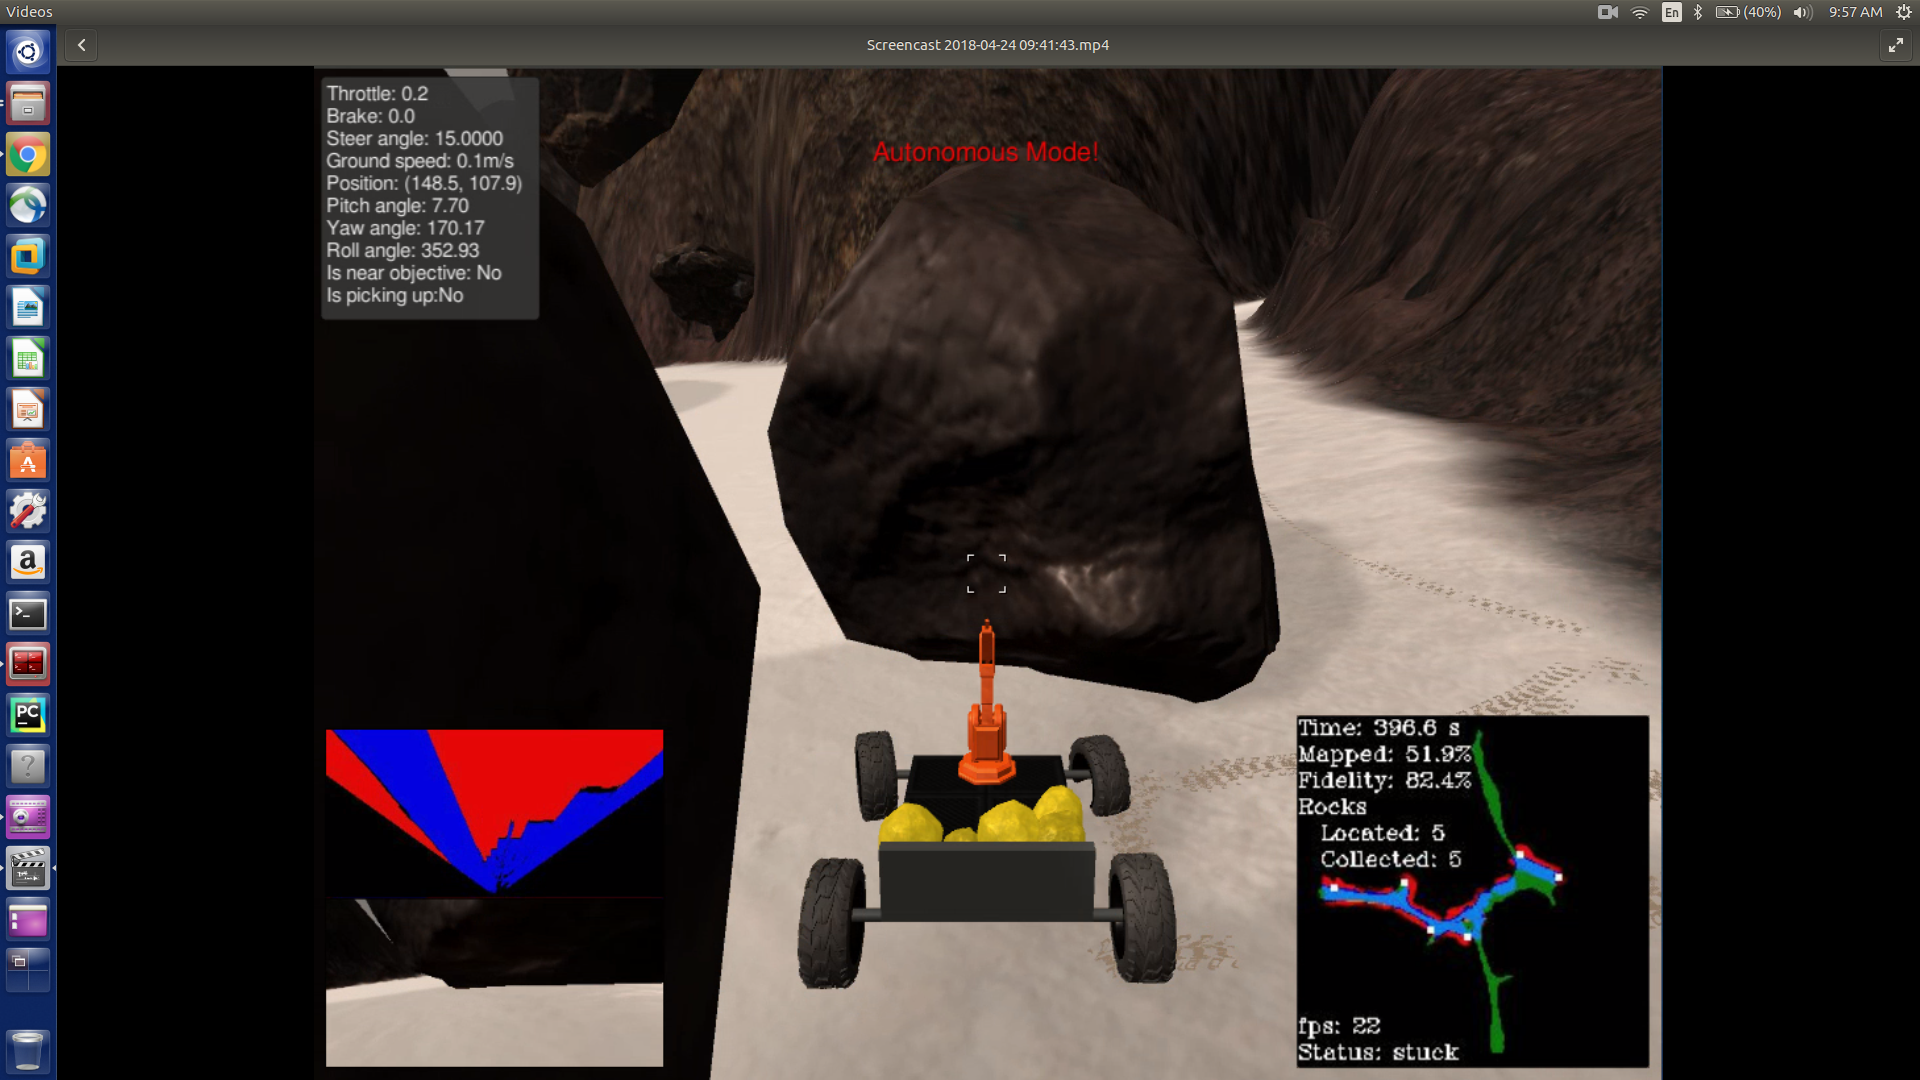 Videos
En
(40%)
9:57 AM
Screencast 2018-04-24 09:41:43.mp4
Throttle: 0.2
Brake: 0.0
Steer angle: 15.0000
Ground speed: 0.1m/s
Position: (148.5, 107.9)
Pitch angle: 7.70
Yaw angle: 170.17
Roll angle: 352.93
Is near objective: No
Is picking up:No
Autonomous Mode!
A
a
>_
PC
?
Time: 396.6 s
Mapped: 51.9%
Fidelity: 82.4%
Rocks
Located: 5
Collected: 5
fps: 22
Status: stuck